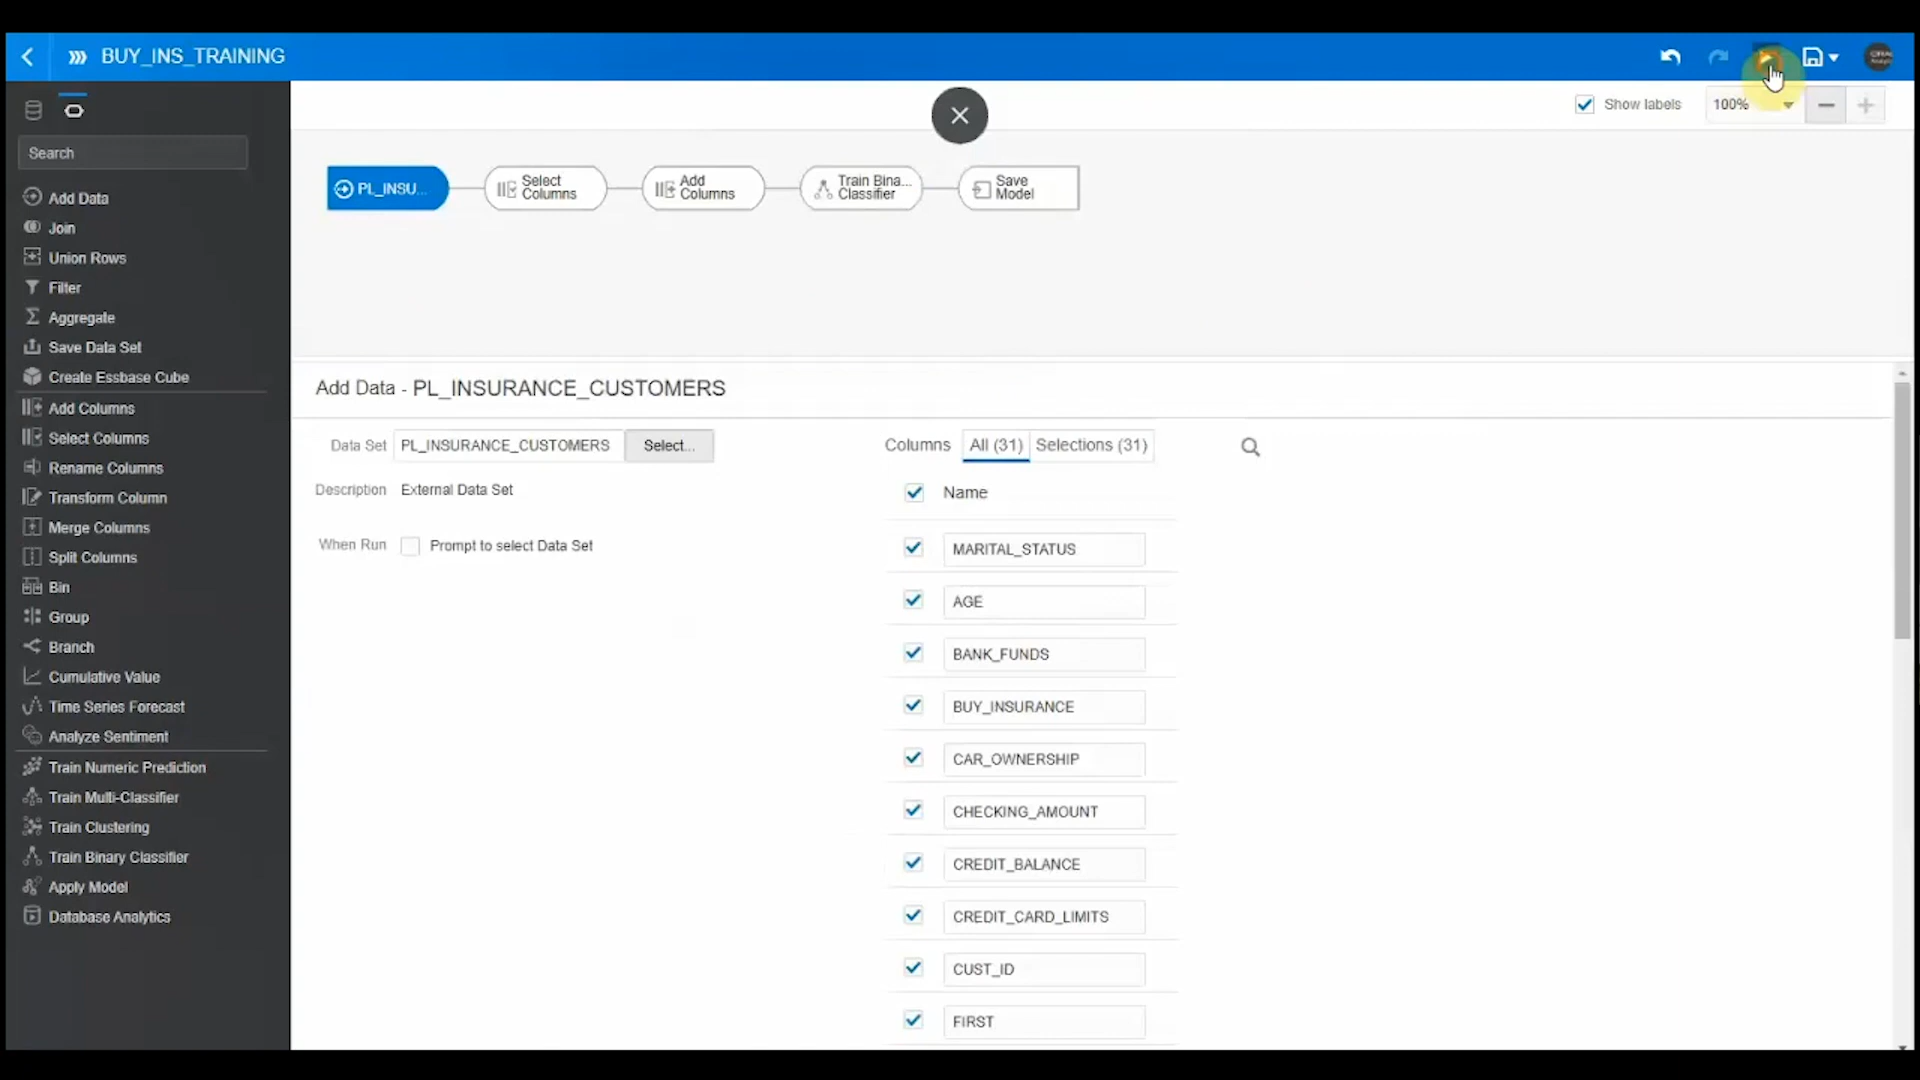 BUY_INS_TRAINING
Show labels
100%
Search
PL_INSU...
Select
Columns
Add
Columns
Train Bina...
Classifier
Save
Model
Add Data
Join
Union Rows
Filter
Aggregate
Save Data Set
Create Essbase Cube
Add Columns
Select Columns
Rename Columns
Transform Column
Merge Columns
Split Columns
Bin
Group
Branch
Cumulative Value
Time Series Forecast
Analyze Sentiment
Train Numeric Prediction
Train Multi-Classifier
Train Clustering
Train Binary Classifier
Apply Model
Database Analytics
Add Data - PL_INSURANCE_CUSTOMERS
Data Set PL_INSURANCE_CUSTOMERS Select...
Description External Data Set
When Run Prompt to select Data Set
Columns All (31) Selections (31)
Name
MARITAL_STATUS
AGE
BANK_FUNDS
BUY_INSURANCE
CAR_OWNERSHIP
CHECKING_AMOUNT
CREDIT_BALANCE
CREDIT_CARD_LIMITS
CUST_ID
FIRST